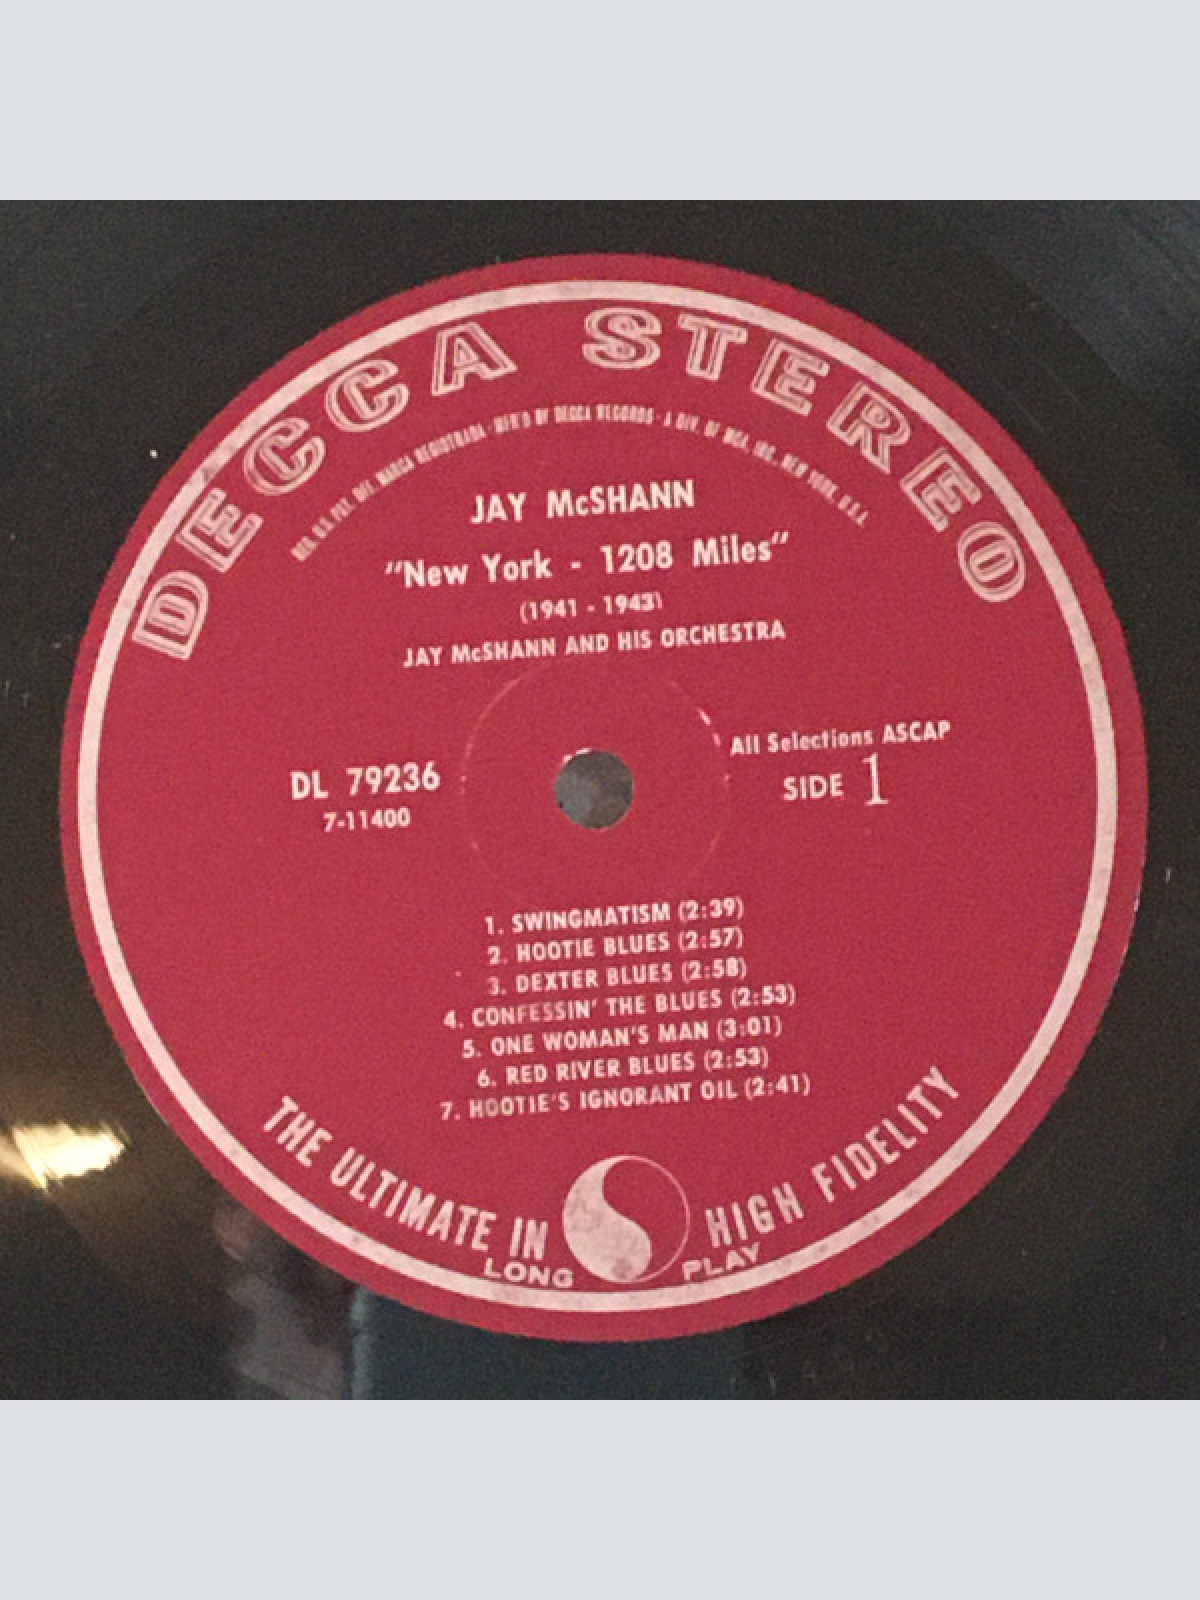 DECCA STEREO
REG. U.S. PAT. OFF. MARCA REGISTRADA · MFR'D BY DECCA RECORDS · A DIV. OF MCA, INC., NEW YORK, U.S.A.
JAY McSHANN
"New York - 1208 Miles"
(1941 - 1943)
JAY McSHANN AND HIS ORCHESTRA
All Selections ASCAP
DL 79236
SIDE 1
7-11400
1. SWINGMATISM (2:39)
2. HOOTIE BLUES (2:57)
3. DEXTER BLUES (2:58)
4. CONFESSIN' THE BLUES (2:53)
5. ONE WOMAN'S MAN (3:01)
6. RED RIVER BLUES (2:53)
7. HOOTIE'S IGNORANT OIL (2:41)
THE ULTIMATE IN HIGH FIDELITY
LONG PLAY